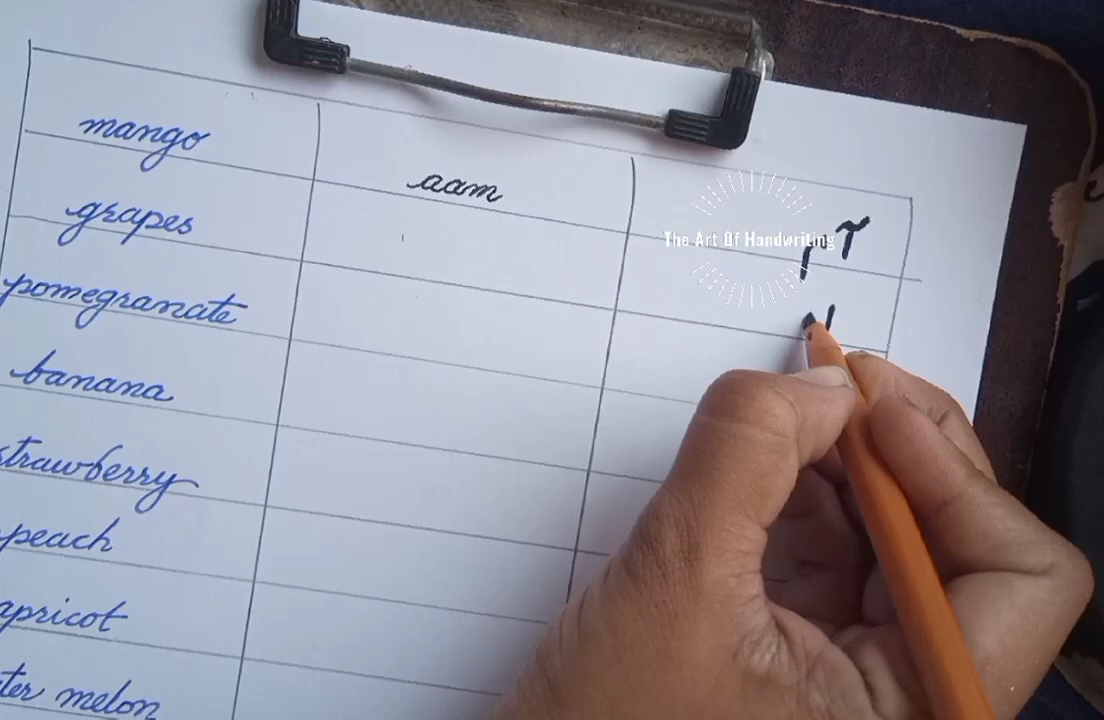 mango
aam
The Art Of Handwriting
grapes
pomegranate
banana
strawberry
peach
apricot
melon